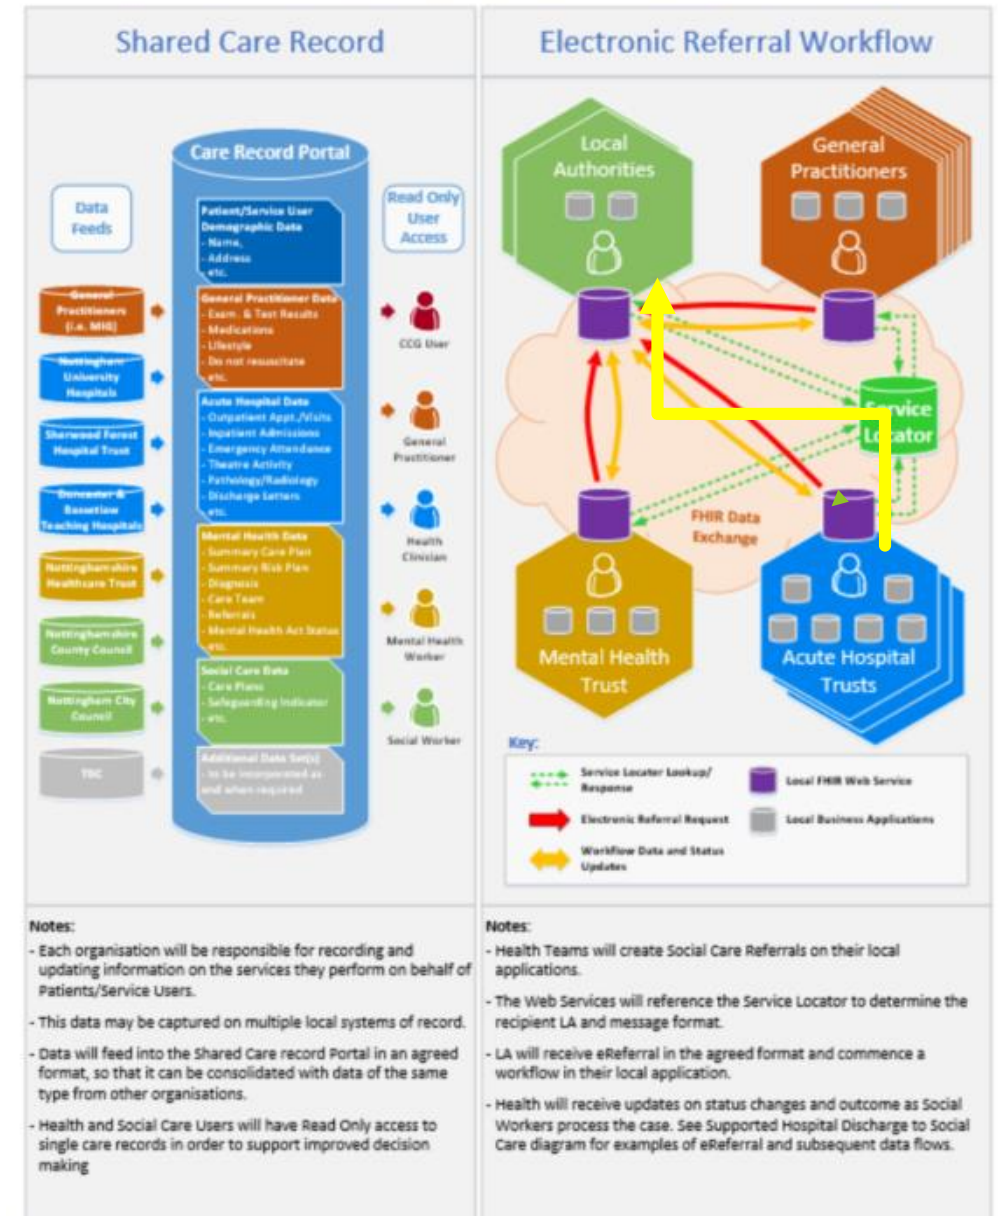 Shared Care Record
Care Record Portal
Data
Feeds
Read Only
User
Access
General
Practitioners
(i.e. MIG)
Nottingham
University
Hospitals
Sherwood Forest
Hospital Trust
Doncaster &
Bassetlaw
Teaching Hospitals
Nottinghamshire
Healthcare Trust
Nottinghamshire
County Council
Nottingham City
Council
TBC
Patient/Service User
Demographic Data
- Name,
- Address
- etc.
General Practitioner Data
- Exam. & Test Results
- Medications
- Lifestyle
- Do not resuscitate
- etc.
Acute Hospital Data
- Outpatient Appt./Visits
- Inpatient Admissions
- Emergency Attendance
- Theatre Activity
- Pathology/Radiology
- Discharge Letters
- etc.
Mental Health Data
- Summary Care Plan
- Summary Risk Plan
- Diagnosis
- Care Team
- Referrals
- Mental Health Act Status
- etc.
Social Care Data
- Care Plans
- Safeguarding Indicator
- etc.
Additional Data Set(s)
- to be incorporated as
and when required
CCG User
General
Practitioner
Health
Clinician
Mental Health
Worker
Social Worker
Notes:
- Each organisation will be responsible for recording and
updating information on the services they perform on behalf of
Patients/Service Users.
- This data may be captured on multiple local systems of record.
- Data will feed into the Shared Care record Portal in an agreed
format, so that it can be consolidated with data of the same
type from other organisations.
- Health and Social Care Users will have Read Only access to
single care records in order to support improved decision
making
Electronic Referral Workflow
Local
Authorities
General
Practitioners
Service
Locator
FHIR Data
Exchange
Mental Health
Trust
Acute Hospital
Trusts
Key:
Service Locater Lookup/
Response
Local FHIR Web Service
Electronic Referral Request
Local Business Applications
Workflow Data and Status
Updates
Notes:
- Health Teams will create Social Care Referrals on their local
applications.
- The Web Services will reference the Service Locator to determine the
recipient LA and message format.
- LA will receive eReferral in the agreed format and commence a
workflow in their local application.
- Health will receive updates on status changes and outcome as Social
Workers process the case. See Supported Hospital Discharge to Social
Care diagram for examples of eReferral and subsequent data flows.